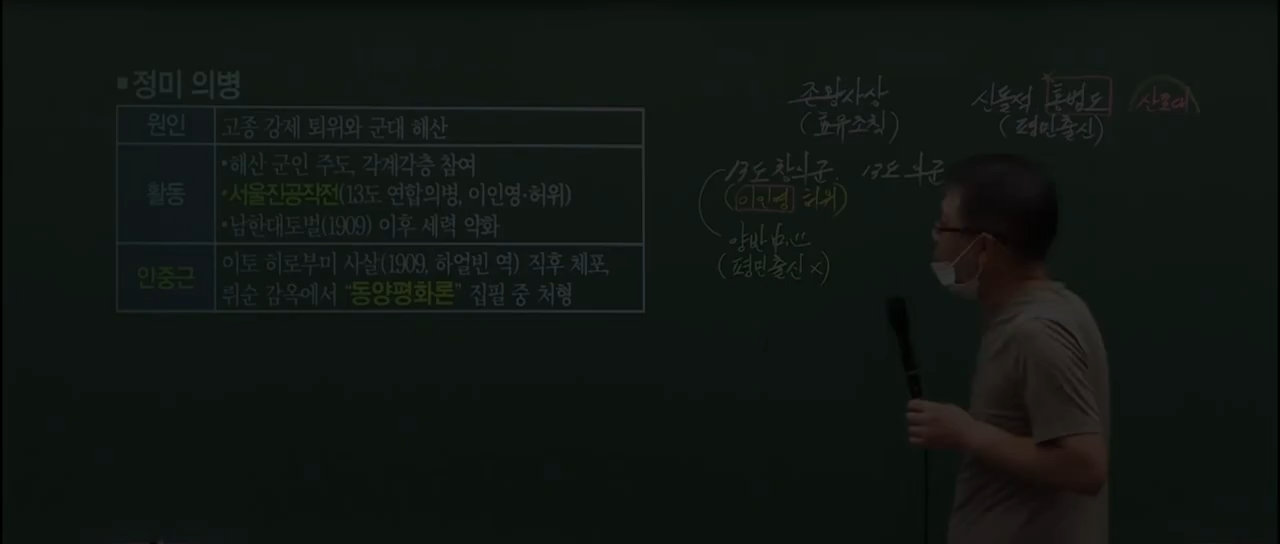 ▪정미 의병
원인
고종 강제 퇴위와 군대 해산
활동
•해산 군인 주도, 각계각층 참여
•서울진공작전(13도 연합의병, 이인영·허위)
•남한대토벌(1909) 이후 세력 약화
안중근
이토 히로부미 사살(1909, 하얼빈 역) 직후 체포,
뤼순 감옥에서 “동양평화론” 집필 중 처형
존왕사상
(효유조칙)
신돌석 홍범도 산포대
(평민출신)
13도 창의군, 13도
(이인영 허위)
양반
(평민출신 X)